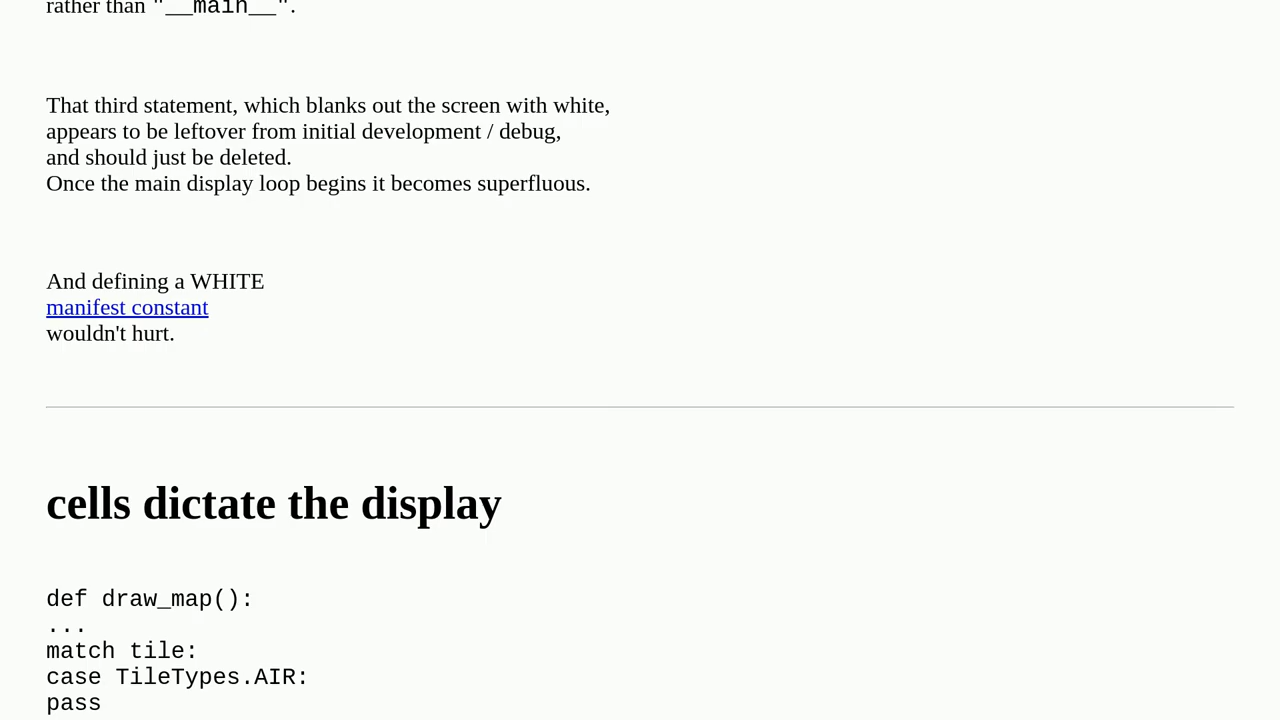 rather than "__main__".
That third statement, which blanks out the screen with white,
appears to be leftover from initial development / debug,
and should just be deleted.
Once the main display loop begins it becomes superfluous.
And defining a WHITE
manifest constant
wouldn't hurt.
cells dictate the display
def draw_map():
...
match tile:
case TileTypes.AIR:
pass